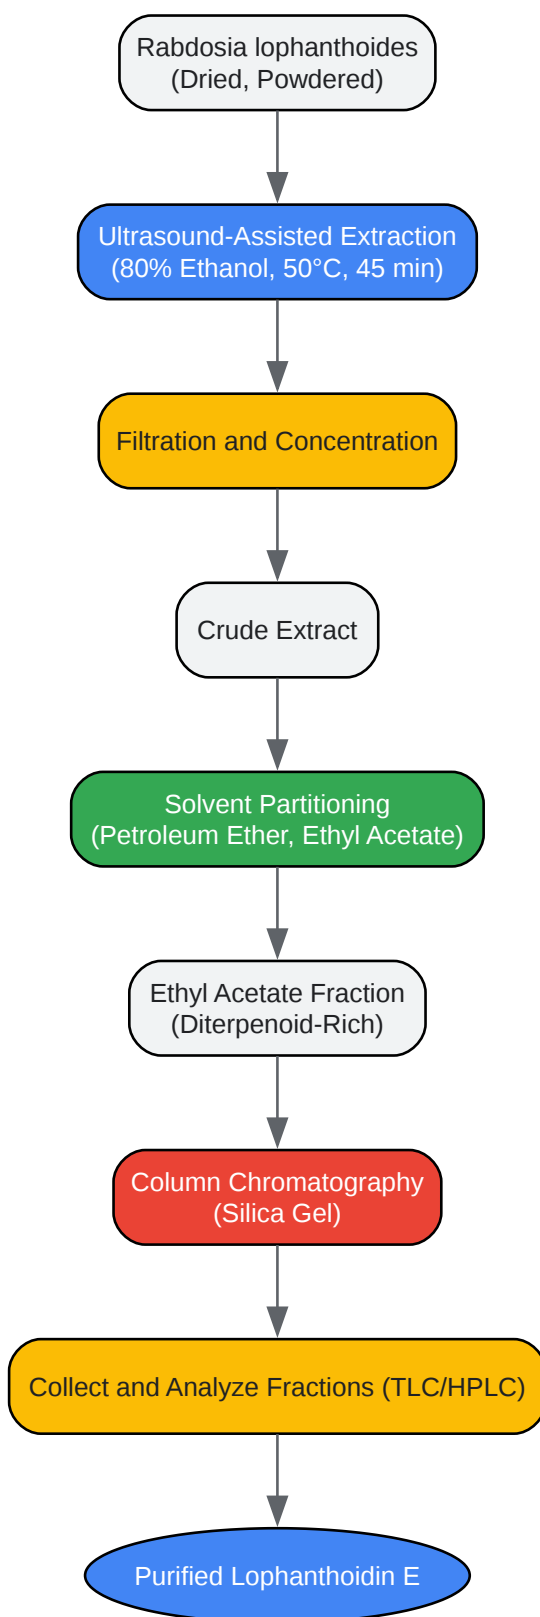 Rabdosia lophanthoides
(Dried, Powdered)
Ultrasound-Assisted Extraction
(80% Ethanol, 50°C, 45 min)
Filtration and Concentration
Crude Extract
Solvent Partitioning
(Petroleum Ether, Ethyl Acetate)
Ethyl Acetate Fraction
(Diterpenoid-Rich)
Column Chromatography
(Silica Gel)
Collect and Analyze Fractions (TLC/HPLC)
Purified Lophanthoidin E